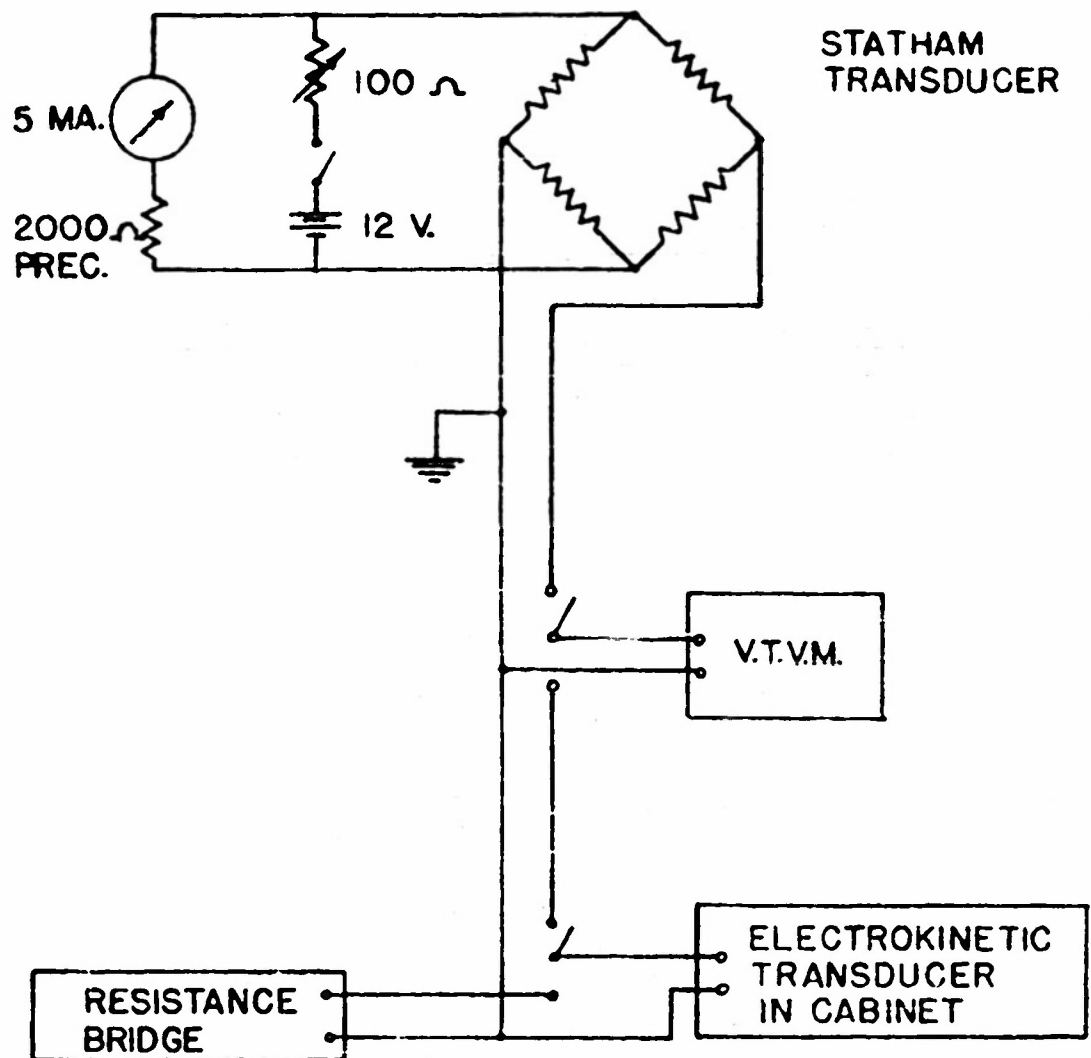 STATHAM
TRANSDUCER
100 Ω
5 MA.
2000 Ω
PREC.
12 V.
V.T.V.M.
ELECTROKINETIC
TRANSDUCER
IN CABINET
RESISTANCE
BRIDGE